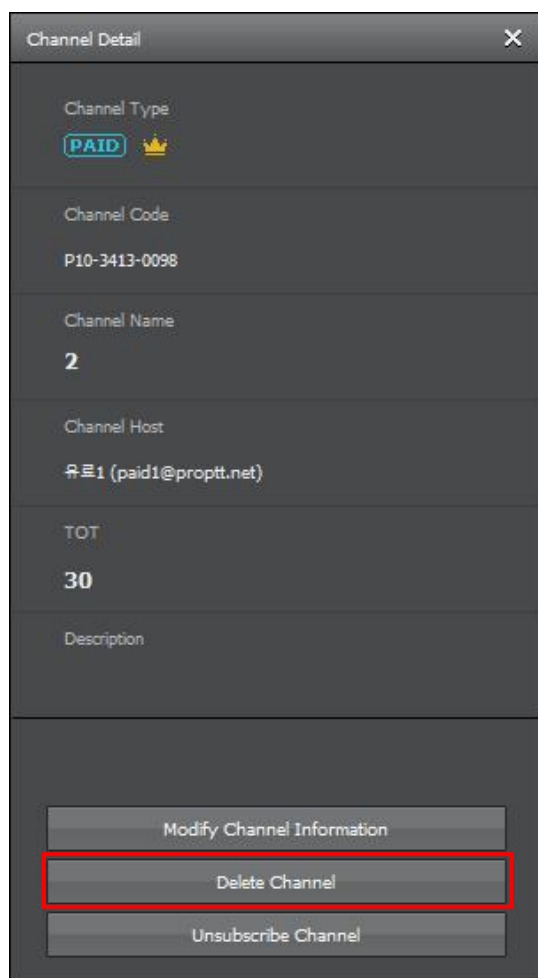 Channel Detail
Channel Type
PAID
Channel Code
P10-3413-0098
Channel Name
2
Channel Host
유료1 (paid1@proptt.net)
TOT
30
Description
Modify Channel Information
Delete Channel
Unsubscribe Channel